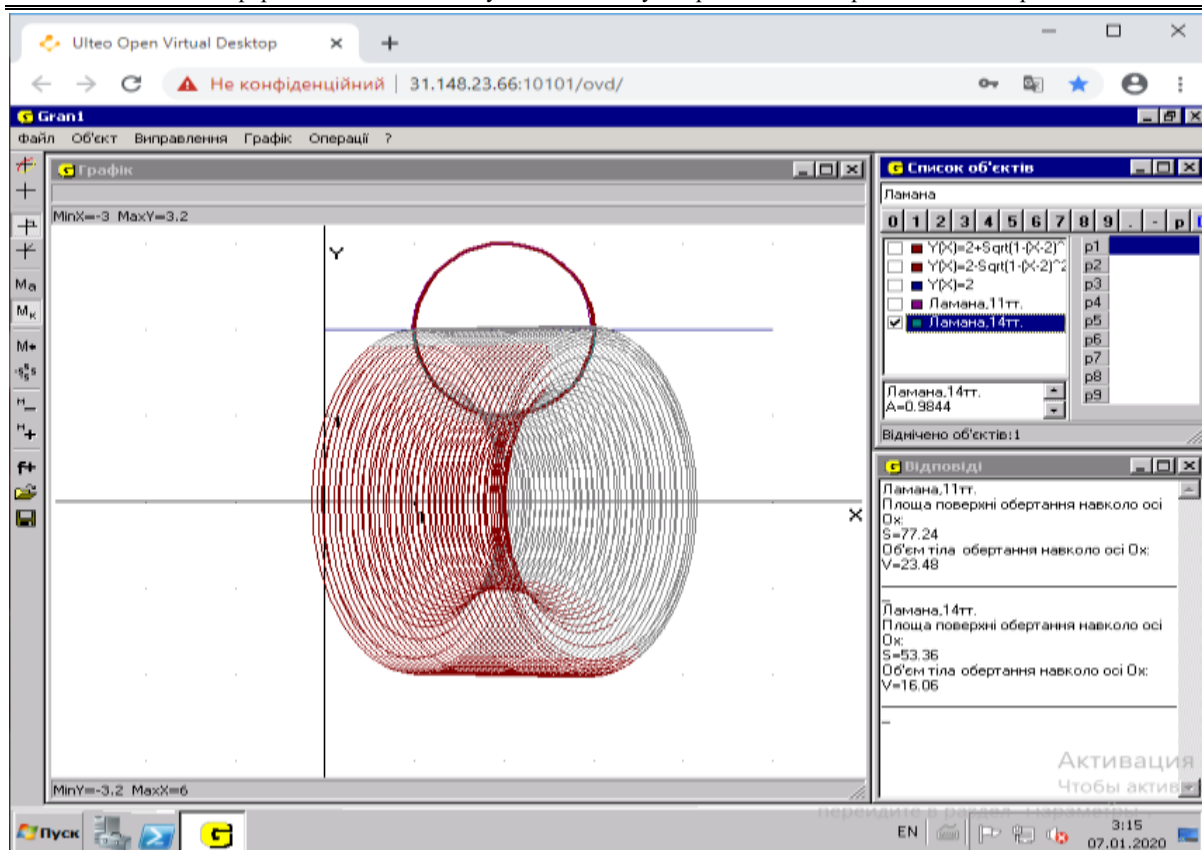 Ulteo Open Virtual Desktop
Не конфіденційний | 31.148.23.66:10101/ovd/
Gran1
Файл Об'єкт Виправлення Графік Операції ?
Графік
MinX=-3 MaxY=3.2
Y
X
MinY=-3.2 MaxX=6
Список об'єктів
Ламана
0 1 2 3 4 5 6 7 8 9 . - p
Y(X)=2+Sqrt(1-(X-2)^
Y(X)=2-Sqrt(1-(X-2)^2
Y(X)=2
Ламана,11тт.
Ламана,14тт.
p1
p2
p3
p4
p5
p6
p7
p8
p9
Ламана,14тт.
A=0.9844
Відмічено об'єктів:1
Відповіді
Ламана,11тт.
Площа поверхні обертання навколо осі
Ox:
S=77.24
Об'єм тіла обертання навколо осі Ox:
V=23.48
Ламана,14тт.
Площа поверхні обертання навколо осі
Ox:
S=53.36
Об'єм тіла обертання навколо осі Ox:
V=16.06
Активация
Чтобы актив
перейдите в раздел "Параметры
Пуск
EN
3:15
07.01.2020